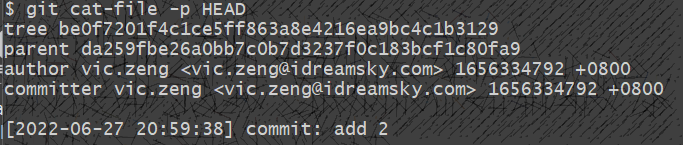 $ git cat-file -p HEAD
tree be0f7201f4c1ce5ff863a8e4216ea9bc4c1b3129
parent da259fbe26a0bb7c0b7d3237f0c183bcf1c80fa9
author vic.zeng <vic.zeng@idreamsky.com> 1656334792 +0800
committer vic.zeng <vic.zeng@idreamsky.com> 1656334792 +0800
[2022-06-27 20:59:38] commit: add 2